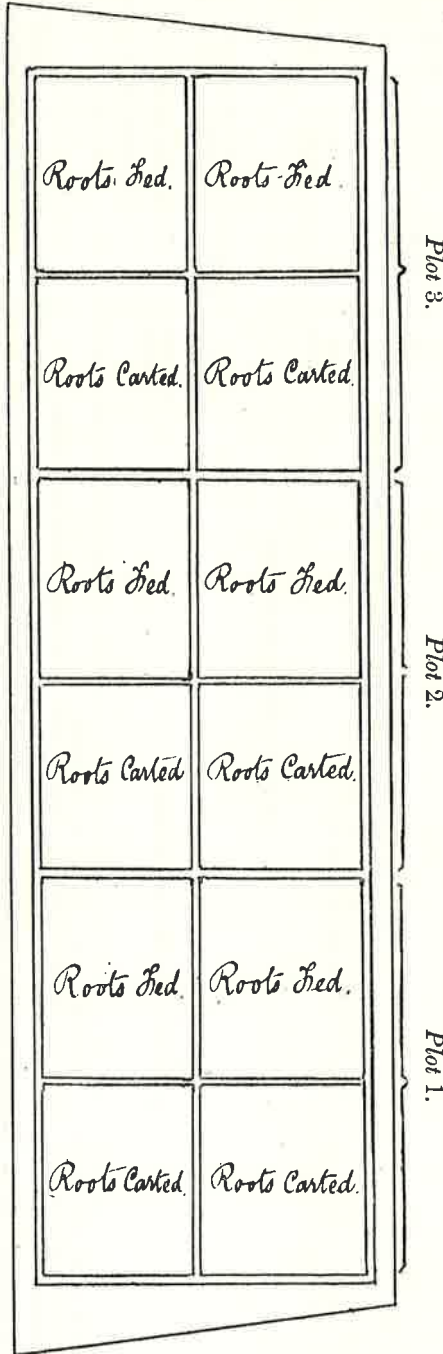 Roots Fed. Roots-Fed.
Plot 3.
Roots Carted. Roots Carted.
Roots Fed. Roots Fed.
Plot 2.
Roots Carted Roots Carted.
Roots Fed. Roots Fed.
Plot 1.
Roots Carted. Roots Carted.